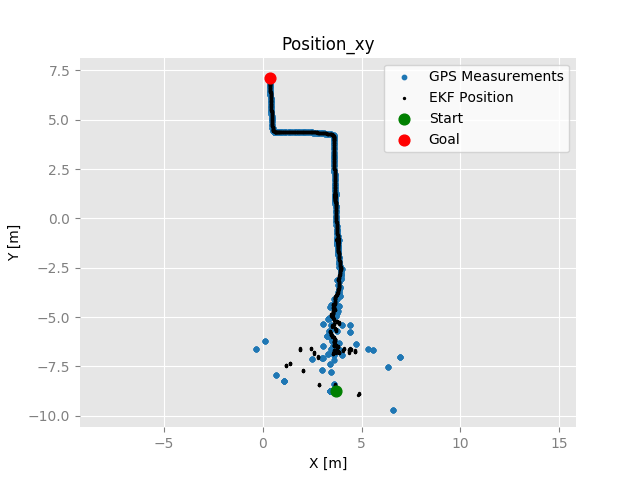 Position_xy
GPS Measurements
EKF Position
Start
Goal
7.5
5.0
2.5
0.0
−2.5
−5.0
−7.5
−10.0
Y [m]
−5 0 5 10 15
X [m]